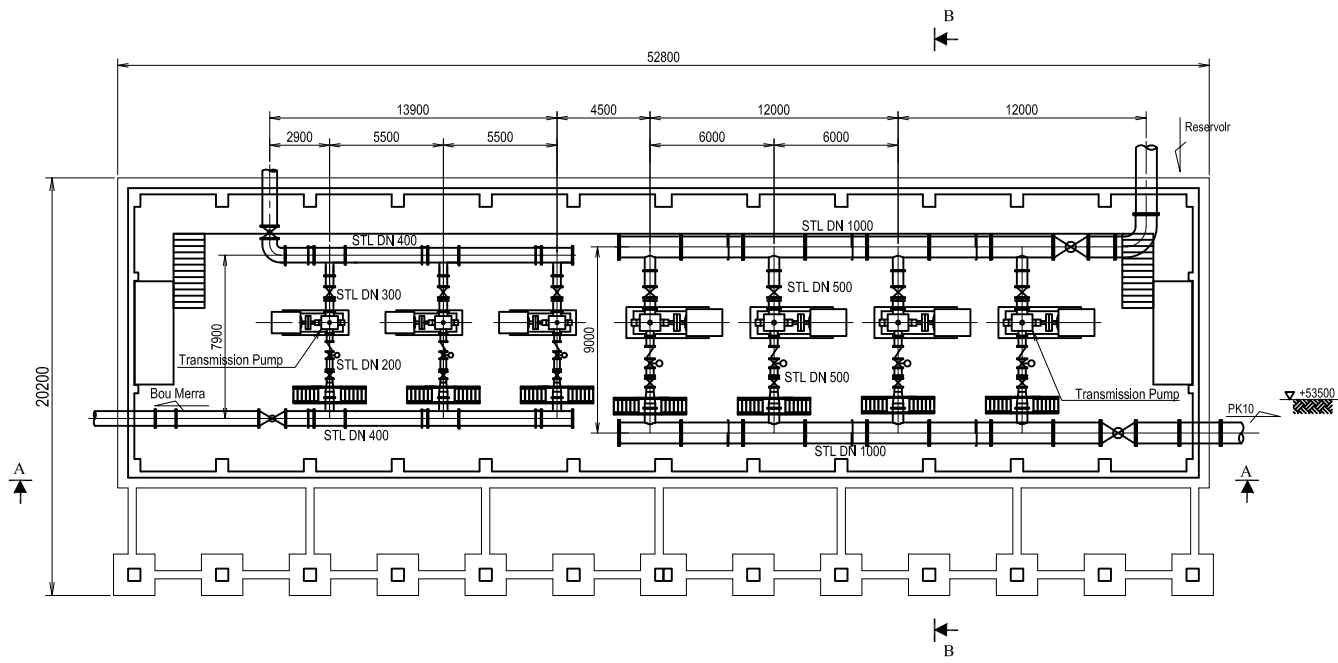 B
52800
13900
4500
12000
12000
Reservoir
2900
5500
5500
6000
6000
STL DN 1000
STL DN 400
STL DN 300
STL DN 500
7900
9000
20200
Transmission Pump
STL DN 200
STL DN 500
Bou Merra
Transmission Pump
+53500
PK10
STL DN 400
STL DN 1000
A
A
B